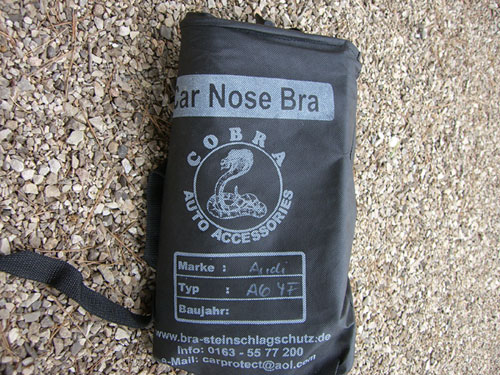 Car Nose Bra
COBRA
AUTO ACCESSORIES
Marke : Audi
Typ : A6 4F
Baujahr:
www.bra-steinschlagschutz.de
Info: 0163 - 55 77 200
e-Mail: carprotect@aol.com